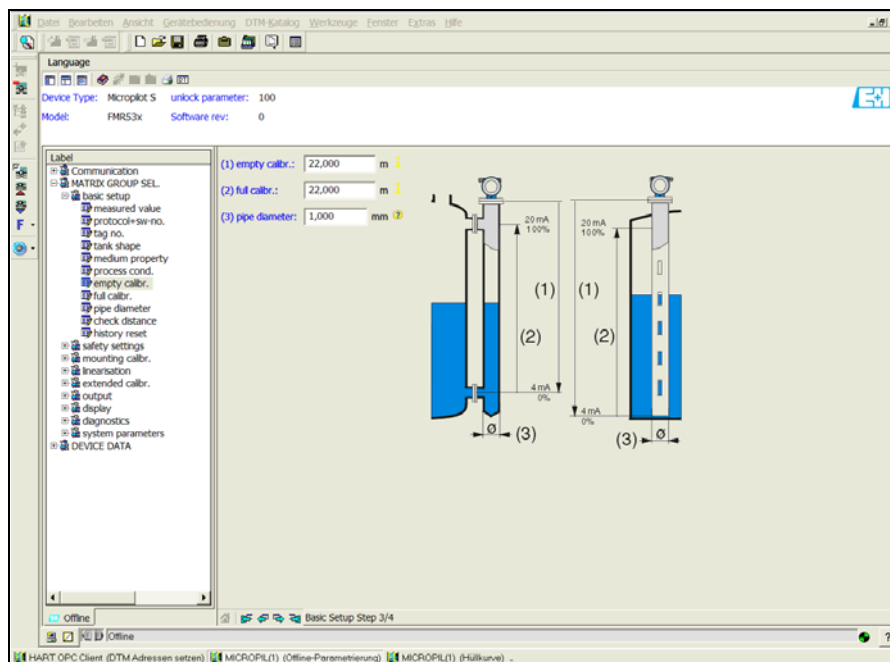 Datei Bearbeiten Ansicht Gerätebedienung DTM-Katalog Werkzeuge Fenster Extras Hilfe
Language
Device Type: Micropilot S unlock parameter: 100
Model: FMR53x Software rev: 0
E+H
Label
Communication
MATRIX GROUP SEL.
basic setup
measured value
protocol+sw-no.
tag no.
tank shape
medium property
process cond.
empty calibr.
full calibr.
pipe diameter
check distance
history reset
safety settings
mounting calbr.
linearisation
extended calibr.
output
display
diagnostics
system parameters
DEVICE DATA
(1) empty calbr.: 22,000 m
(2) full calbr.: 22,000 m
(3) pipe diameter: 1,000 mm ?
20 mA
100%
(1)
(2)
4 mA
0%
Ø (3)
20 mA
100%
(1)
(2)
4 mA
0%
(3) Ø
Offline
Basic Setup Step 3/4
Offline
HART OPC Client (DTM Adressen setzen) MICROPIL(1) (Offline-Parametrierung) MICROPIL(1) (Hüllkurve)